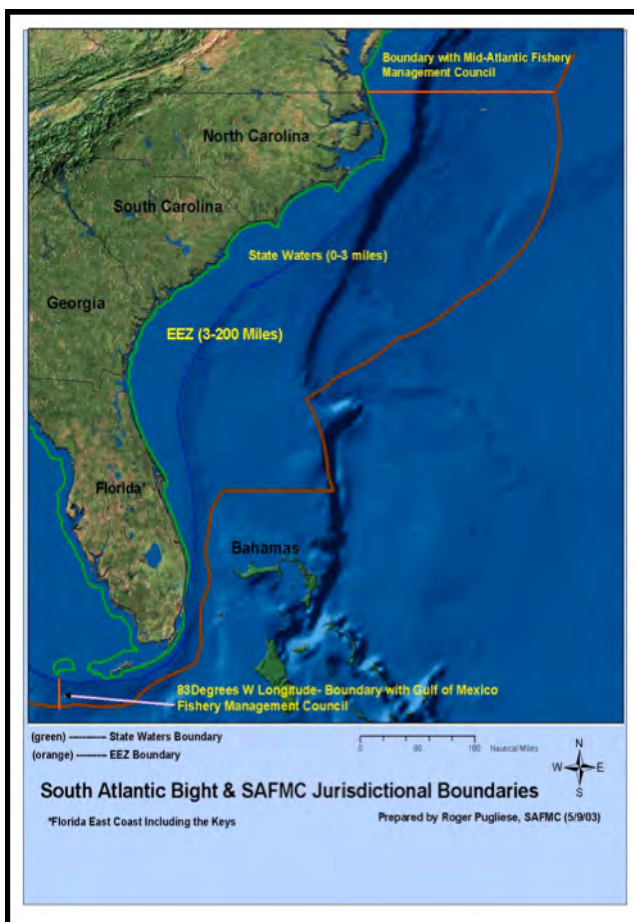 Boundary with Mid-Atlantic Fishery
Management Council
North Carolina
South Carolina
State Waters (0-3 miles)
Georgia
EEZ (3-200 Miles)
Florida*
Bahamas
83Degrees W Longitude- Boundary with Gulf of Mexico
Fishery Management Council
(green) ---------- State Waters Boundary
(orange) -------- EEZ Boundary
0 80 160 Nautical Miles
N
W E
S
South Atlantic Bight & SAFMC Jurisdictional Boundaries
*Florida East Coast Including the Keys
Prepared by Roger Pugliese, SAFMC (5/9/03)